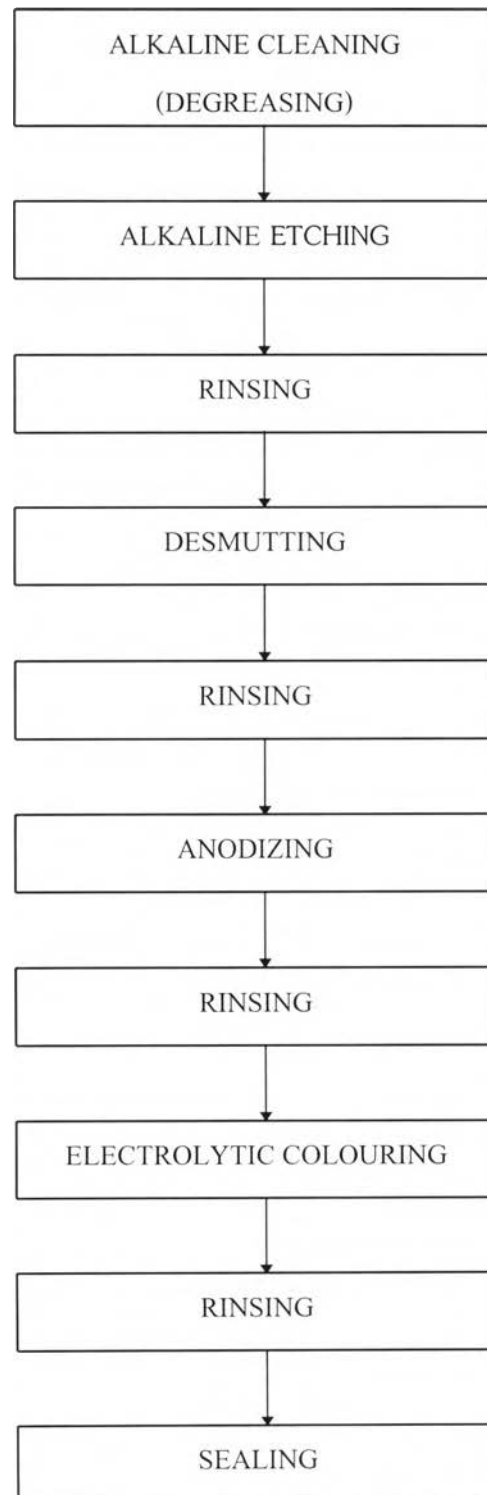 ALKALINE CLEANING
(DEGREASING)
ALKALINE ETCHING
RINSING
DESMUTTING
RINSING
ANODIZING
RINSING
ELECTROLYTIC COLOURING
RINSING
SEALING